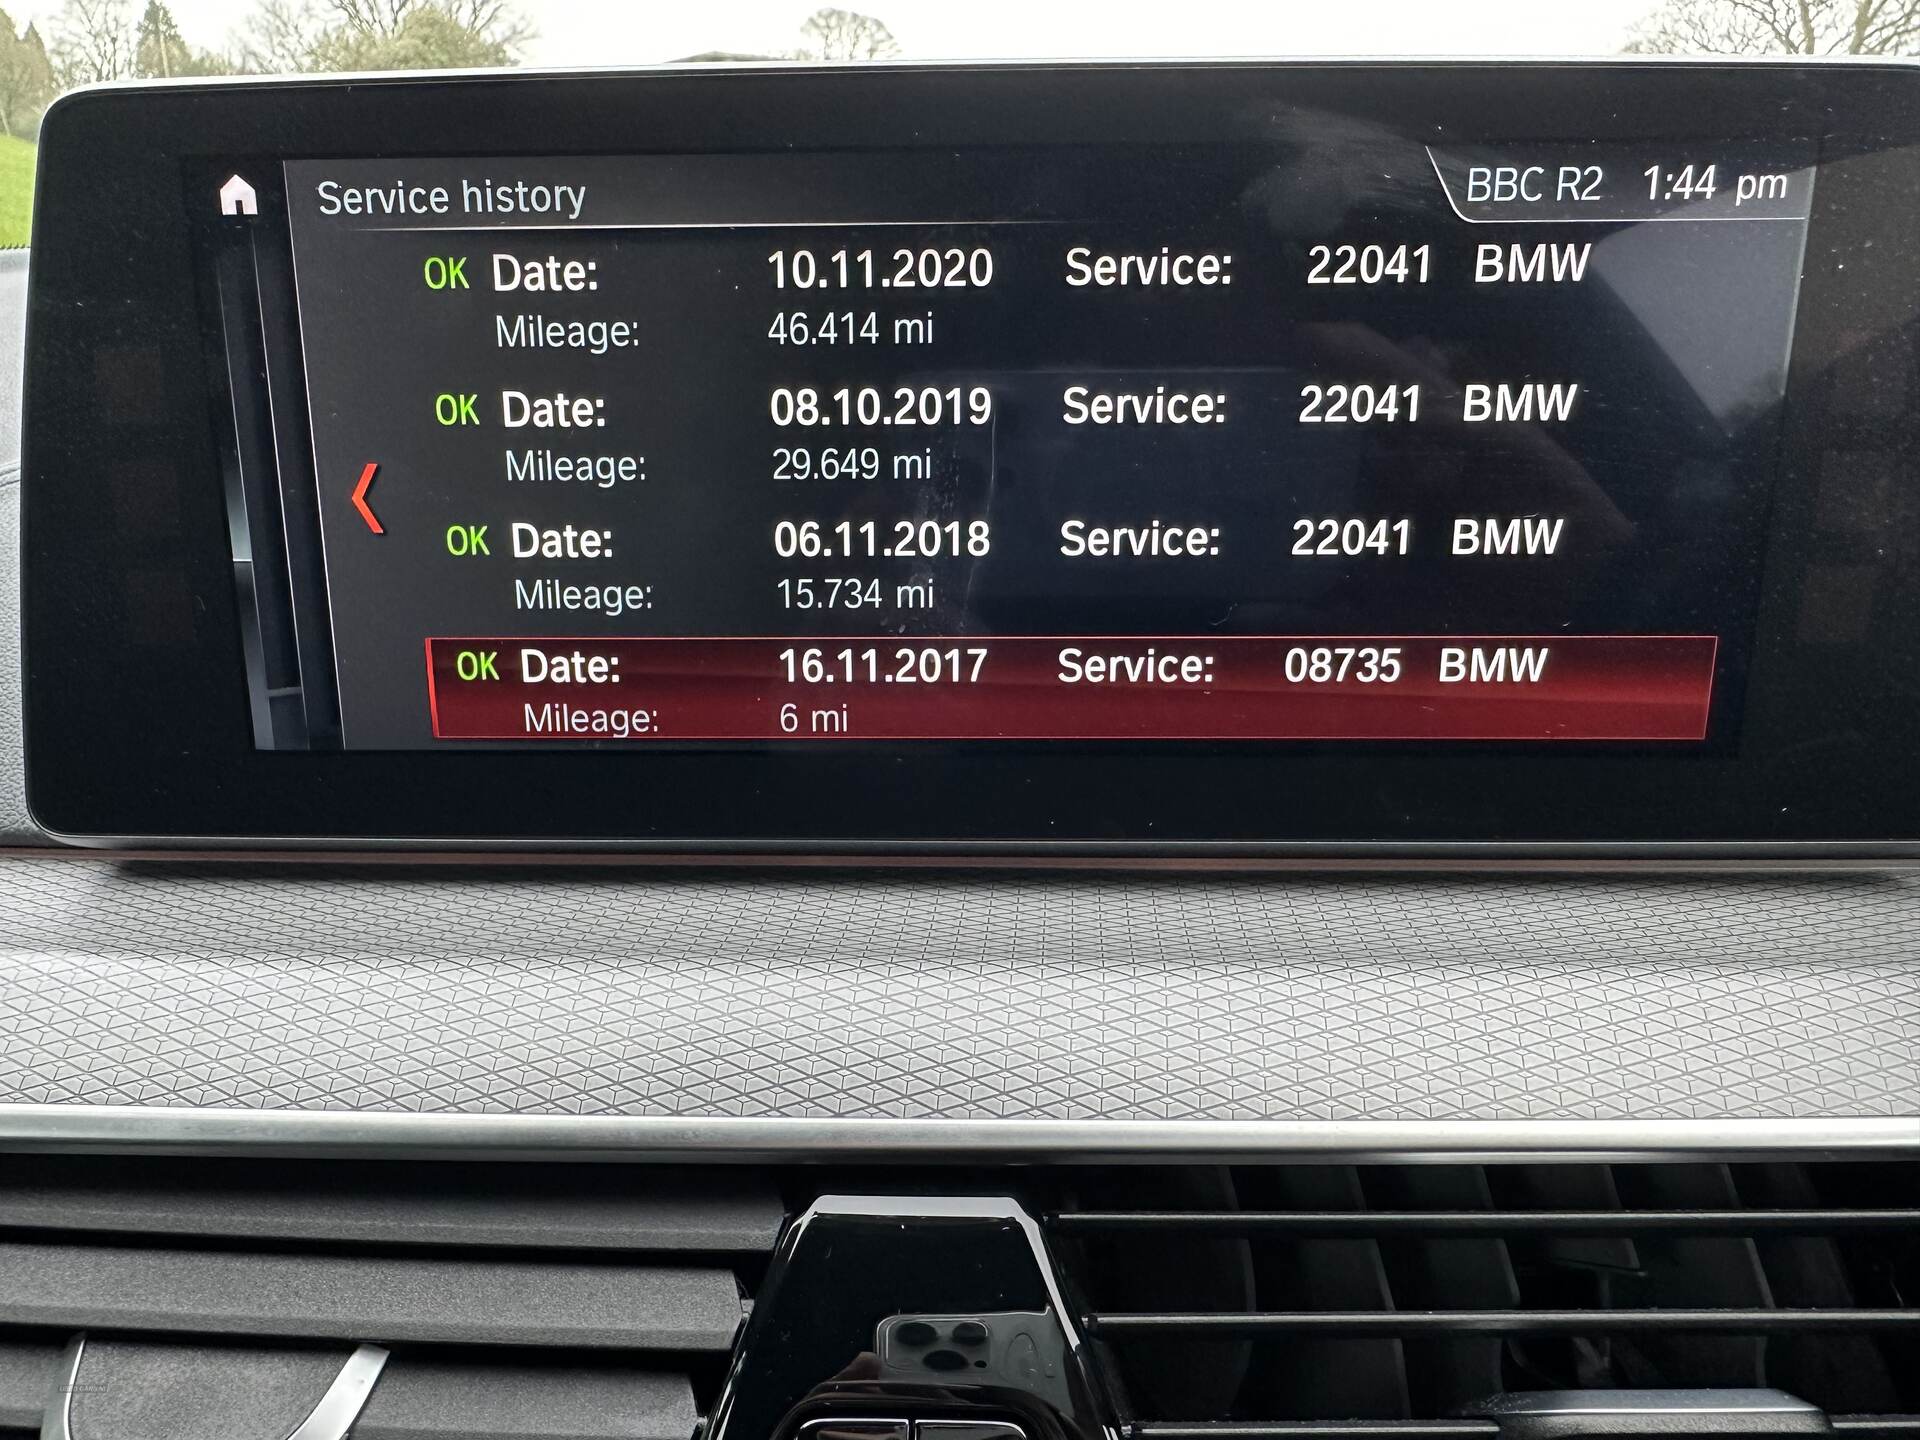 Service history
BBC R2 1:44 pm
OK Date: 10.11.2020 Service: 22041 BMW
Mileage: 46.414 mi
OK Date: 08.10.2019 Service: 22041 BMW
Mileage: 29.649 mi
OK Date: 06.11.2018 Service: 22041 BMW
Mileage: 15.734 mi
OK Date: 16.11.2017 Service: 08735 BMW
Mileage: 6 mi